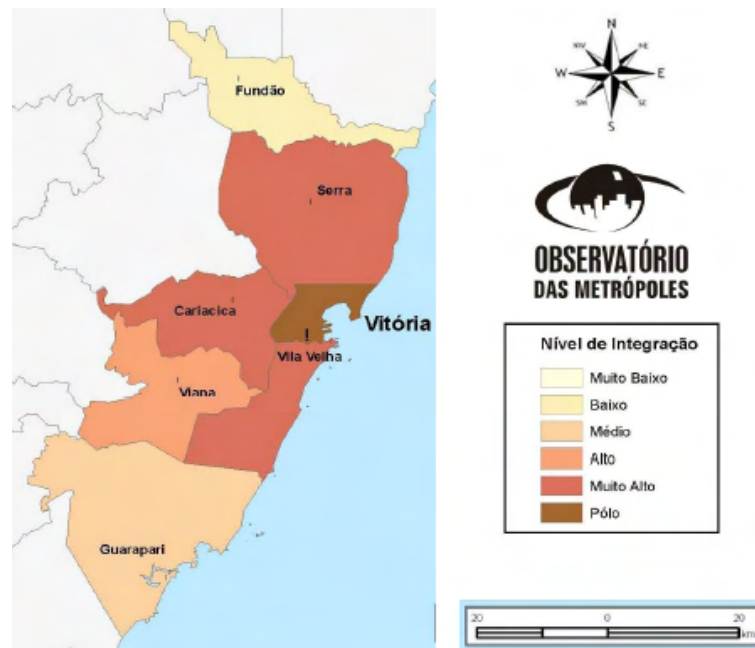 Fundão
Serra
Cariacica
Vitória
Vila Velha
Viana
Guarapari
N
NW
NE
W
E
SW
SE
S
OBSERVATÓRIO
DAS METRÓPOLES
Nível de Integração
Muito Baixo
Baixo
Médio
Alto
Muito Alto
Pólo
20 0 20
km